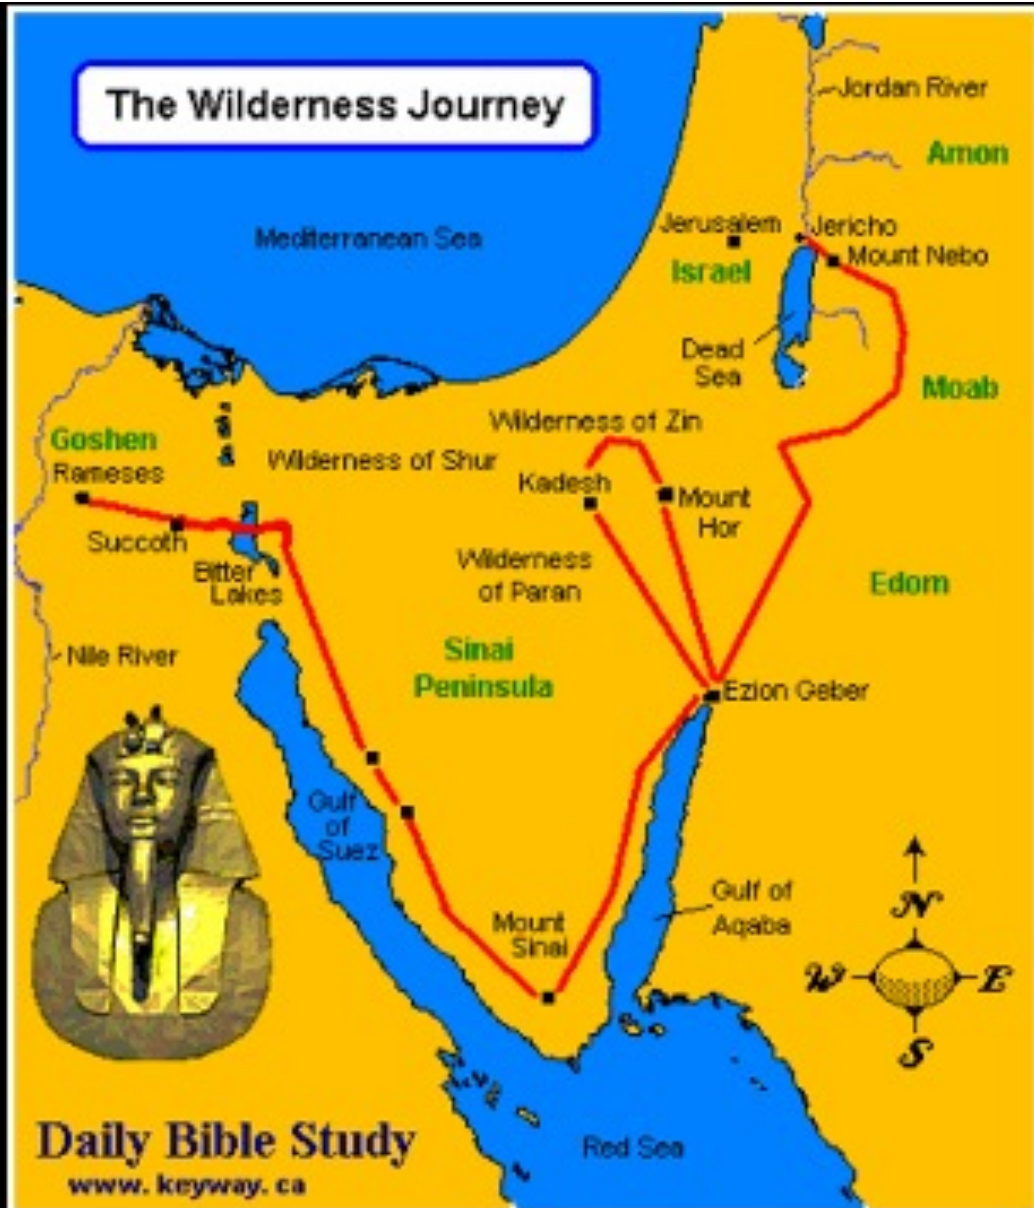 The Wilderness Journey
Jordan River
Amon
Mediterranean Sea
Jerusalem
Jericho
Mount Nebo
Israel
Dead
Sea
Moab
Wilderness of Zin
Goshen
Rameses
Wilderness of Shur
Kadesh
Mount
Hor
Succoth
Bitter
Lakes
Wilderness
of Paran
Edom
Nile River
Sinai
Peninsula
Ezion Geber
Gulf
of
Suez
Mount
Sinai
Gulf of
Aqaba
N
W
E
S
Red Sea
Daily Bible Study
www.keyway.ca